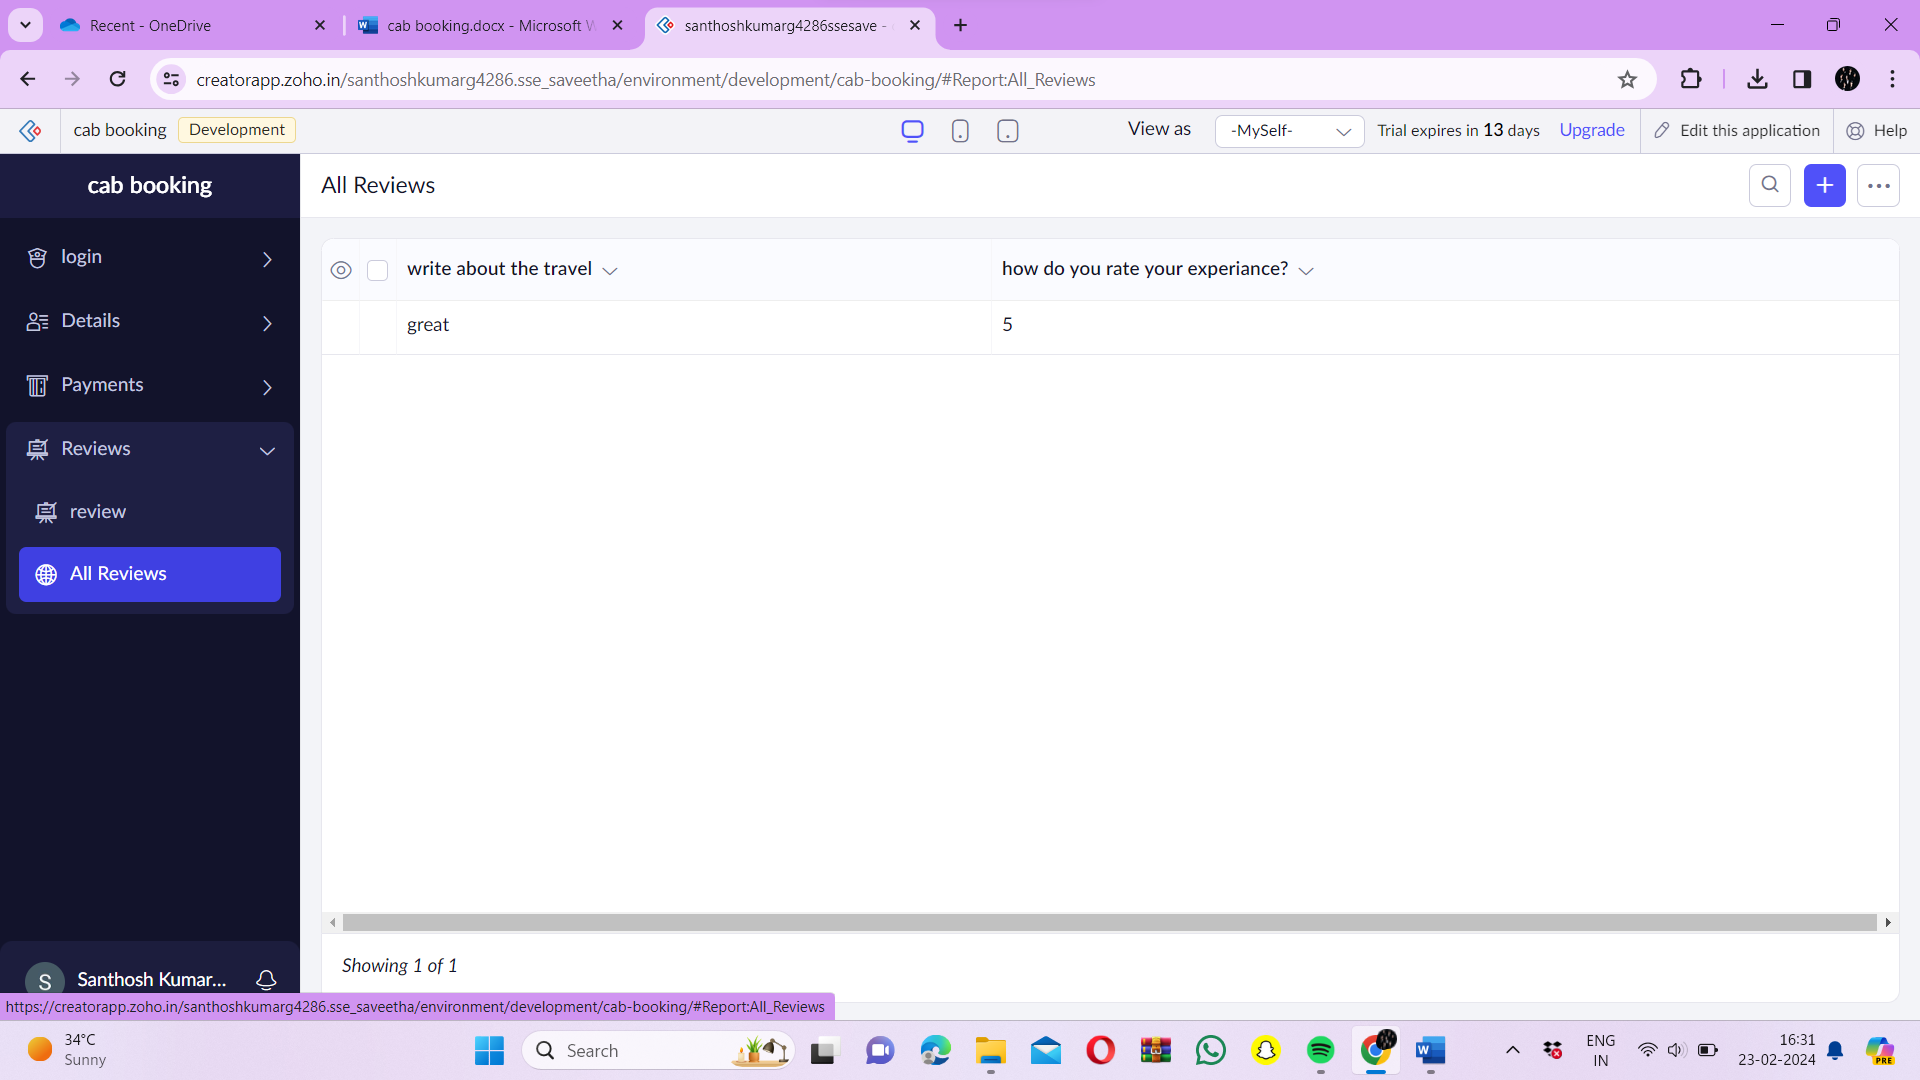 Recent - OneDrive
cab booking.docx - Microsoft W
santhoshkumarg4286ssesave -
creatorapp.zoho.in/santhoshkumarg4286.sse_saveetha/environment/development/cab-booking/#Report:All_Reviews
cab booking Development View as -MySelf- Trial expires in 13 days Upgrade Edit this application Help
cab booking
All Reviews
login
Details
Payments
Reviews
review
All Reviews
write about the travel how do you rate your experiance?
great 5
Showing 1 of 1
S Santhosh Kumar...
https://creatorapp.zoho.in/santhoshkumarg4286.sse_saveetha/environment/development/cab-booking/#Report:All_Reviews
34°C
Sunny
Search
ENG
IN
16:31
23-02-2024
PRE